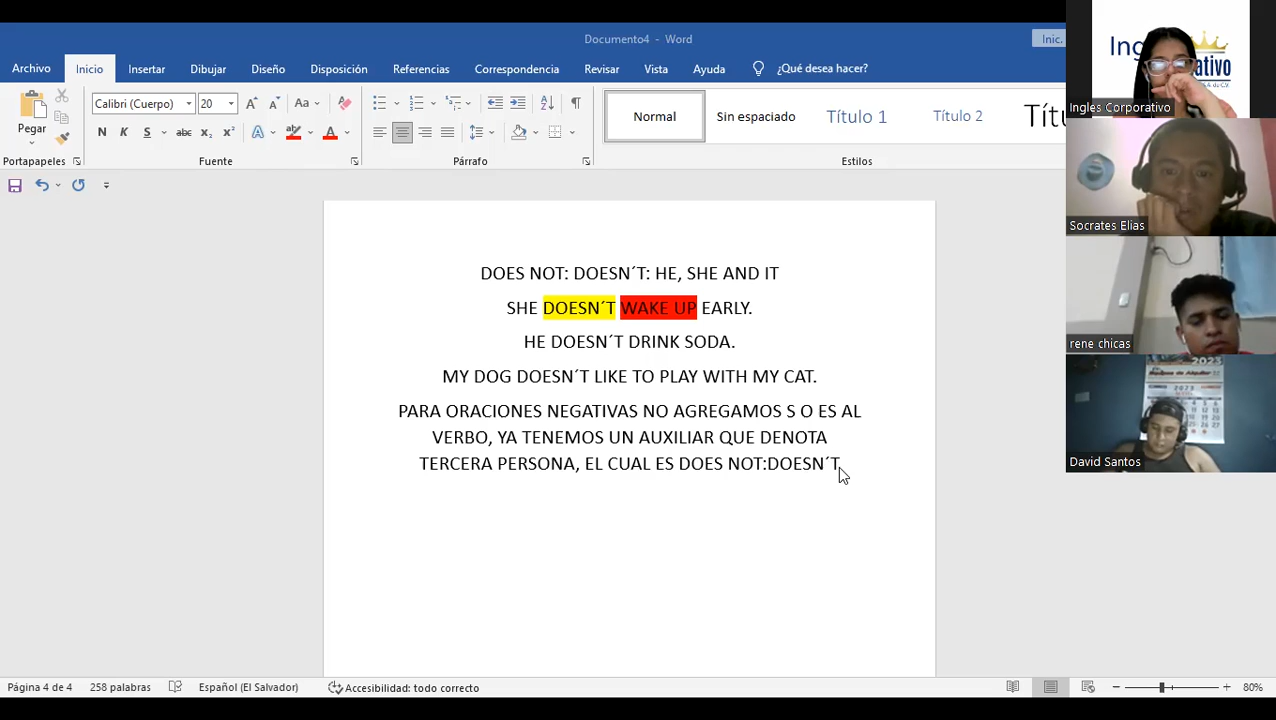 Documento4 - Word
Inic.
Archivo
Inicio
Insertar
Dibujar
Diseño
Disposición
Referencias
Correspondencia
Revisar
Vista
Ayuda
¿Qué desea hacer?
Pegar
Calibri (Cuerpo)
20
Normal
Sin espaciado
Título 1
Título 2
Portapapeles
Fuente
Párrafo
Estilos
DOES NOT: DOESN´T: HE, SHE AND IT
SHE DOESN´T WAKE UP EARLY.
HE DOESN´T DRINK SODA.
MY DOG DOESN´T LIKE TO PLAY WITH MY CAT.
PARA ORACIONES NEGATIVAS NO AGREGAMOS S O ES AL
VERBO, YA TENEMOS UN AUXILIAR QUE DENOTA
TERCERA PERSONA, EL CUAL ES DOES NOT:DOESN´T
Ingles Corporativo
Socrates Elias
rene chicas
2023
David Santos
Página 4 de 4
258 palabras
Español (El Salvador)
Accesibilidad: todo correcto
80%